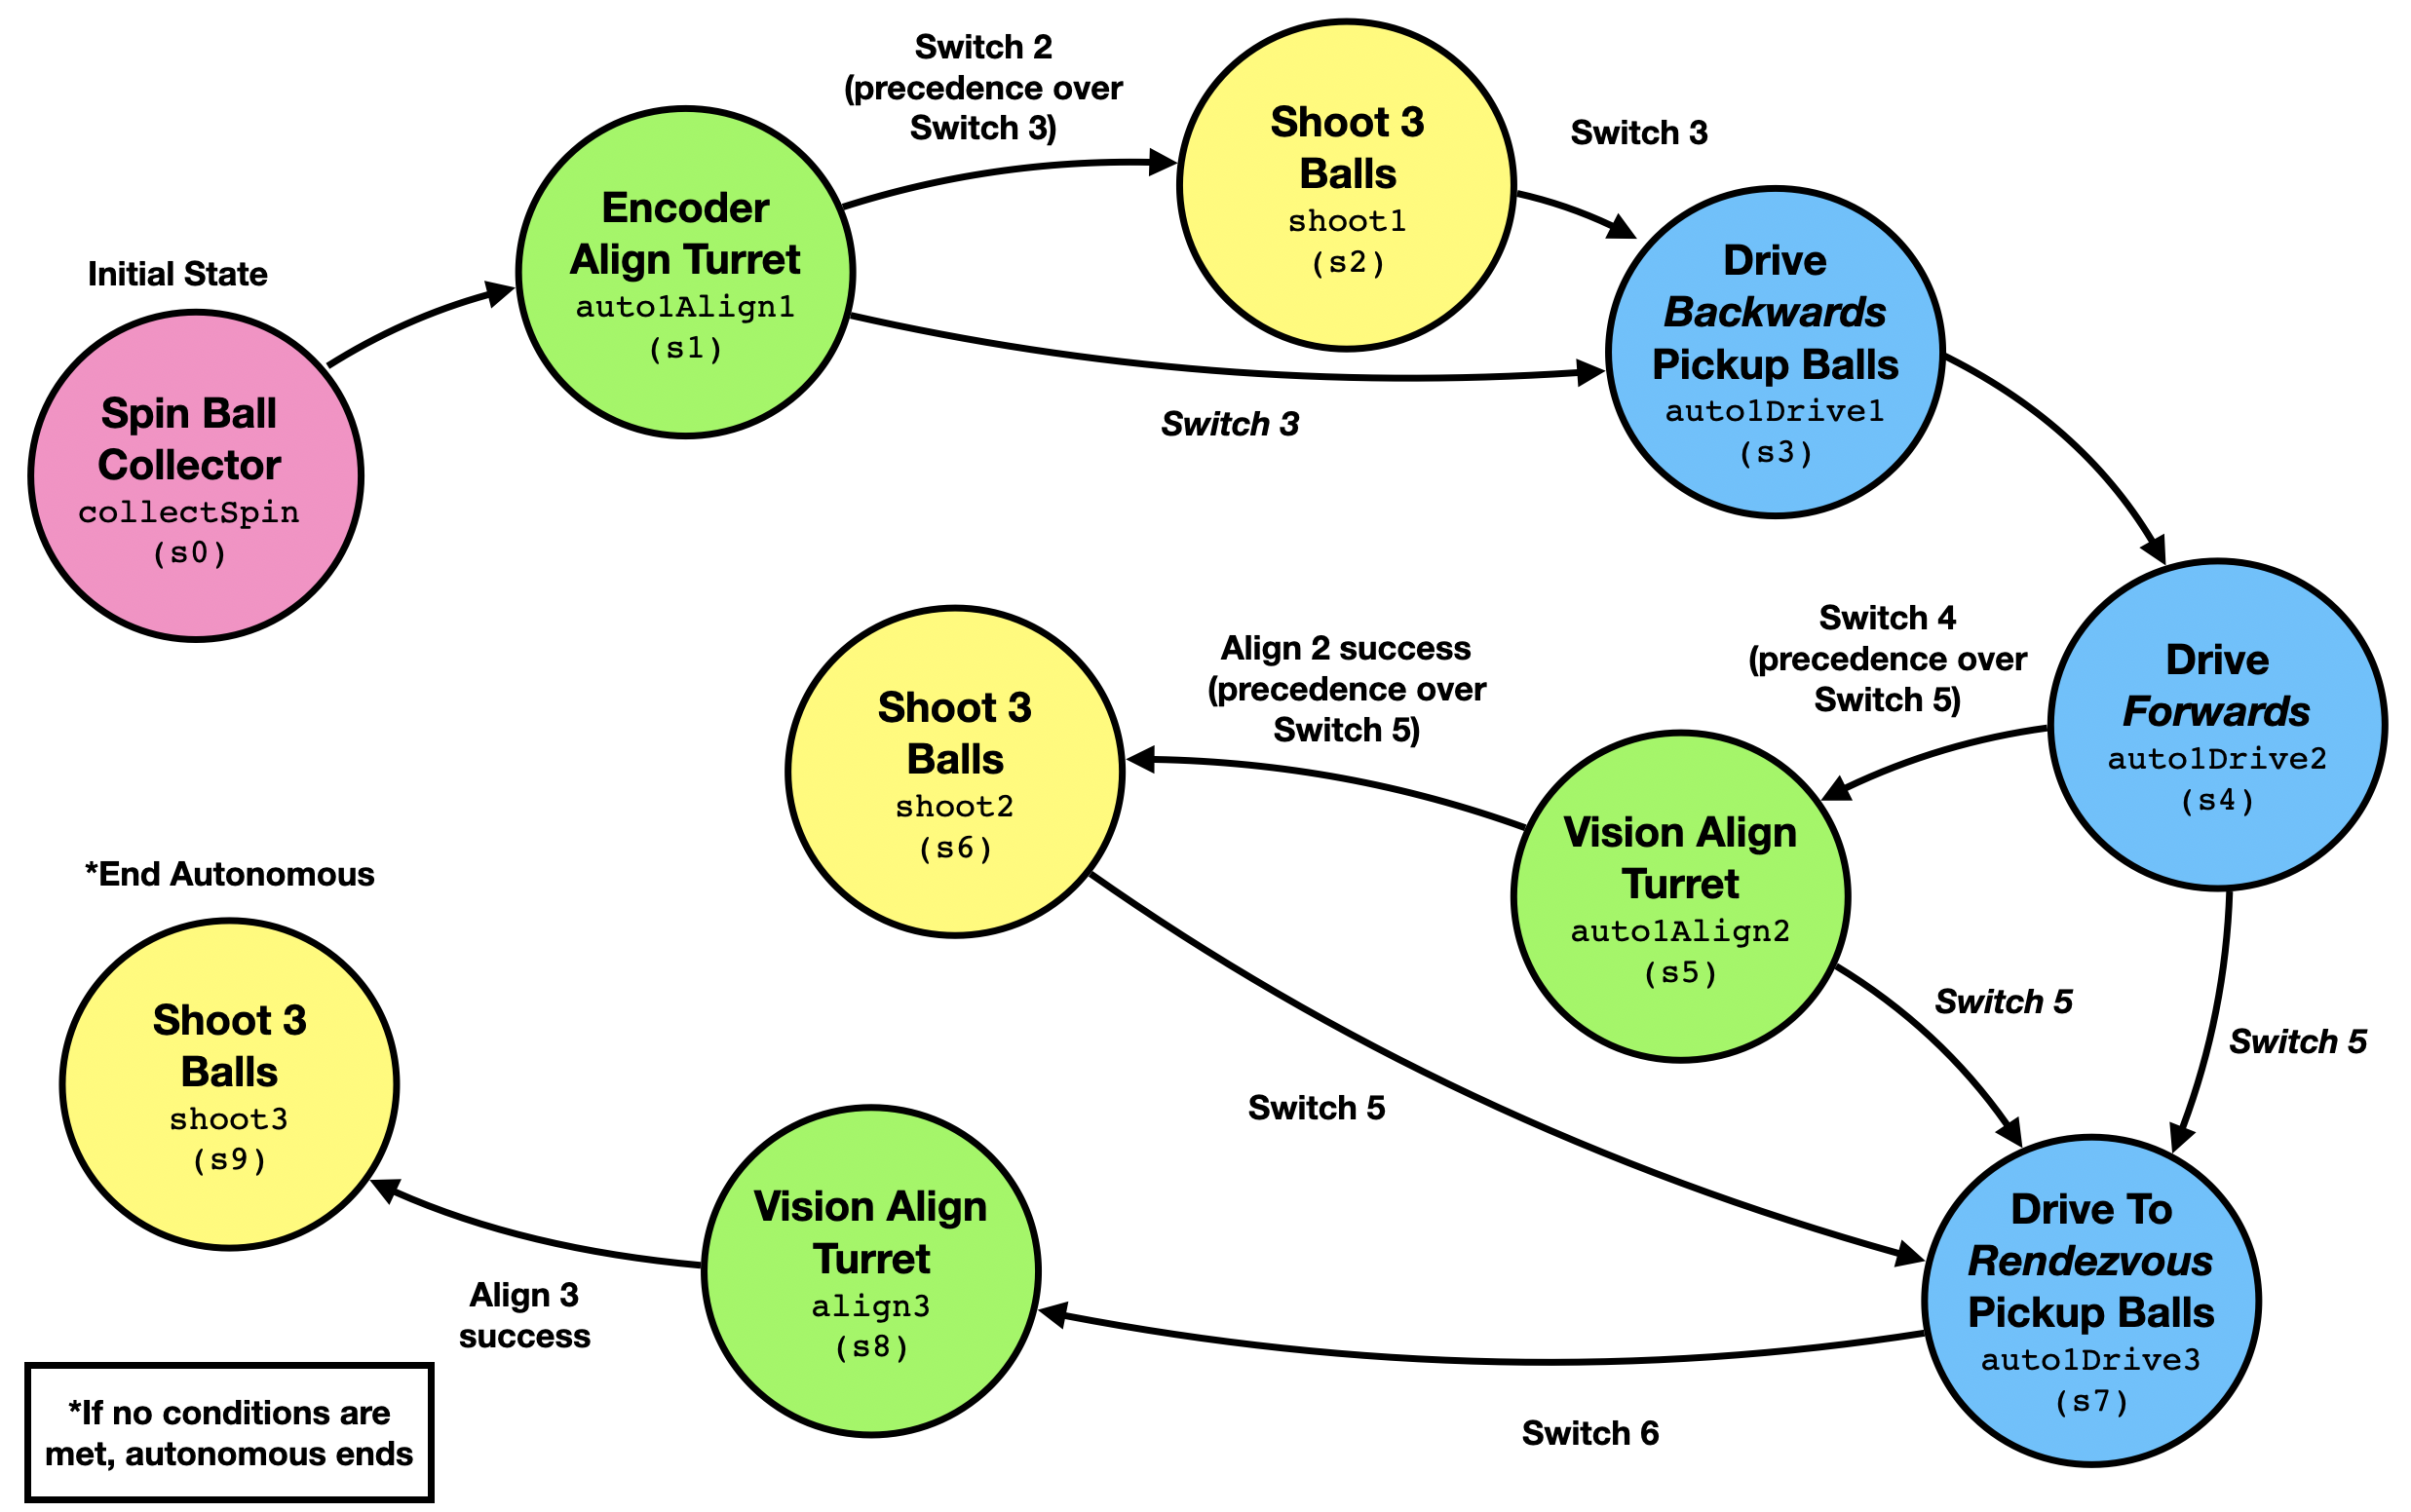 Initial State
Spin Ball
Collector
collectSpin
(s0)
Encoder
Align Turret
auto1Align1
(s1)
Switch 2
(precedence over
Switch 3)
Switch 3
Shoot 3
Balls
shoot1
(s2)
Switch 3
Drive
Backwards
Pickup Balls
auto1Drive1
(s3)
Drive
Forwards
auto1Drive2
(s4)
Switch 4
(precedence over
Switch 5)
Switch 5
Vision Align
Turret
auto1Align2
(s5)
Align 2 success
(precedence over
Switch 5)
Switch 5
Shoot 3
Balls
shoot2
(s6)
Switch 5
Drive To
Rendezvous
Pickup Balls
auto1Drive3
(s7)
Switch 6
Vision Align
Turret
align3
(s8)
Align 3
success
*End Autonomous
Shoot 3
Balls
shoot3
(s9)
*If no conditions are
met, autonomous ends